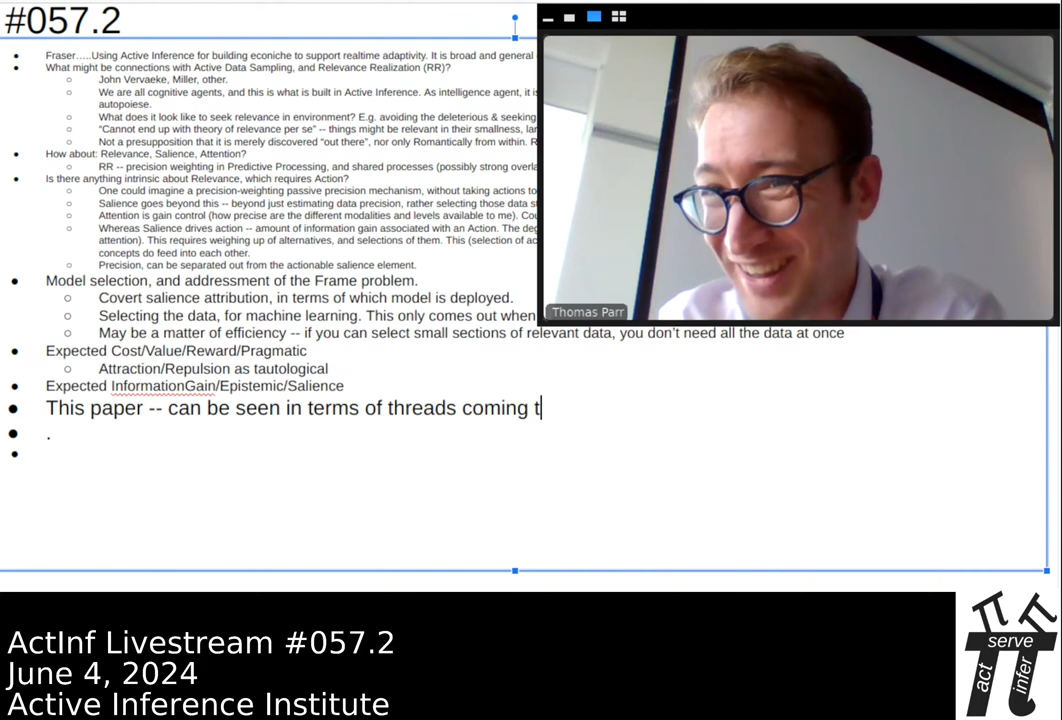 #057.2
Fraser.....Using Active Inference for building econiche to support realtime adaptivity. It is broad and general
What might be connections with Active Data Sampling, and Relevance Realization (RR)?
John Vervaeke, Miller, other.
We are all cognitive agents, and this is what is built in Active Inference. As intelligence agent, it is
autopoiese.
What does it look like to seek relevance in environment? E.g. avoiding the deleterious & seeking
“Cannot end up with theory of relevance per se” -- things might be relevant in their smallness,
Not a presupposition that it is merely discovered “out there”, nor only Romantically from within. R
How about: Relevance, Salience, Attention?
RR -- precision weighting in Predictive Processing, and shared processes (possibly strong
Is there anything intrinsic about Relevance, which requires Action?
One could imagine a precision-weighting passive precision mechanism, without taking actions to
Salience goes beyond this -- beyond just estimating data precision, rather selecting those data
Attention is gain control (how precise are the different modalities and levels available to me).
Whereas Salience drives action -- amount of information gain associated with an Action. The
attention). This requires weighing up of alternatives, and selections of them. This (selection of
concepts do feed into each other.
Precision, can be separated out from the actionable salience element.
Model selection, and addressment of the Frame problem.
Covert salience attribution, in terms of which model is deployed.
Selecting the data, for machine learning. This only comes out when
May be a matter of efficiency -- if you can select small sections of relevant data, you don’t need all the data at once
Expected Cost/Value/Reward/Pragmatic
Attraction/Repulsion as tautological
Expected InformationGain/Epistemic/Salience
This paper -- can be seen in terms of threads coming t
.
Thomas Parr
ActInf Livestream #057.2
June 4, 2024
Active Inference Institute
act
serve
infer